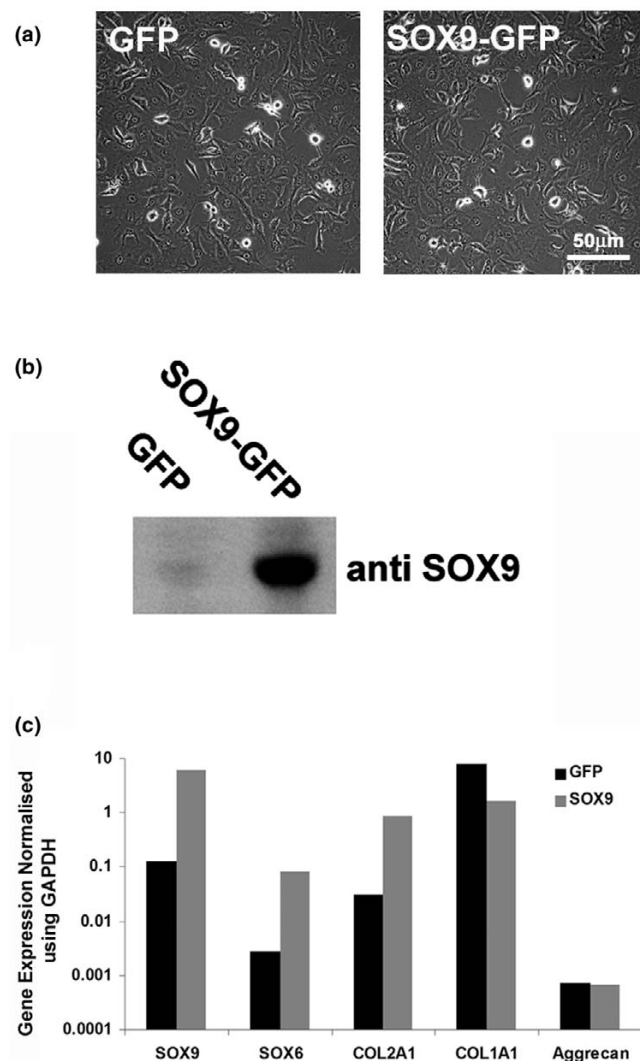 (a)
GFP
SOX9-GFP
50μm
(b)
GFP
SOX9-GFP
anti SOX9
(c)
Gene Expression Normalised
using GAPDH
10
1
0.1
0.01
0.001
0.0001
GFP
SOX9
SOX9
SOX6
COL2A1
COL1A1
Aggrecan